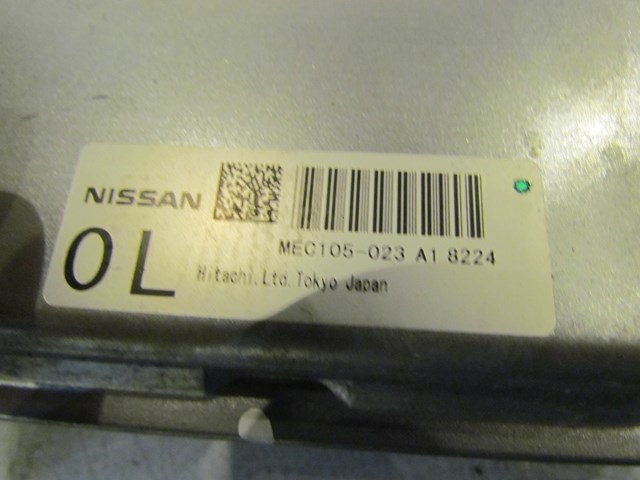 NISSAN
0L
MEC105-023 A1 8224
Hitachi.Ltd.Tokyo Japan